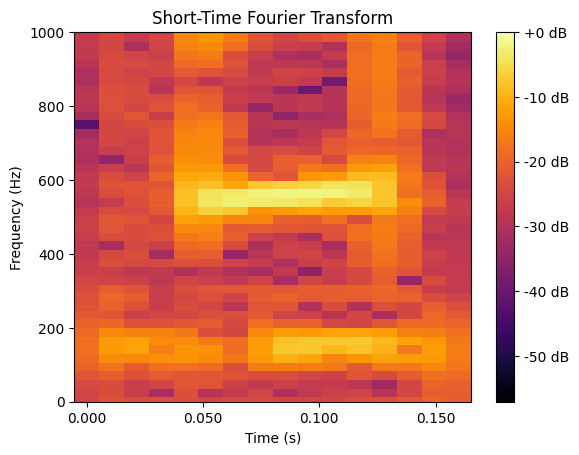 Short-Time Fourier Transform
1000
800
600
400
200
0
Frequency (Hz)
0.000
0.050
0.100
0.150
Time (s)
+0 dB
-10 dB
-20 dB
-30 dB
-40 dB
-50 dB